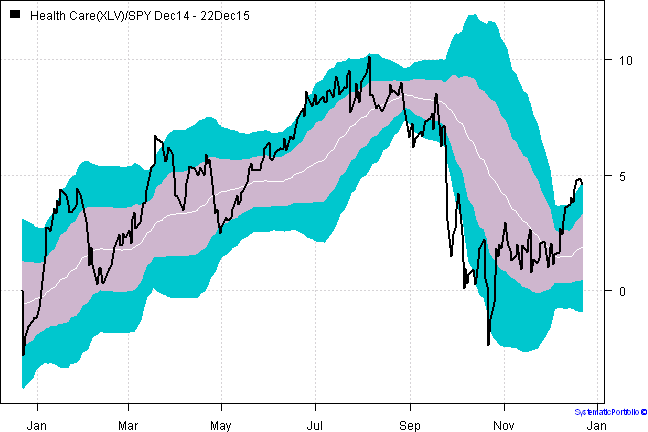 Health Care(XLV)/SPY Dec14 - 22Dec15
10
5
0
Jan Mar May Jul Sep Nov Jan
SystematicPortfolio ©